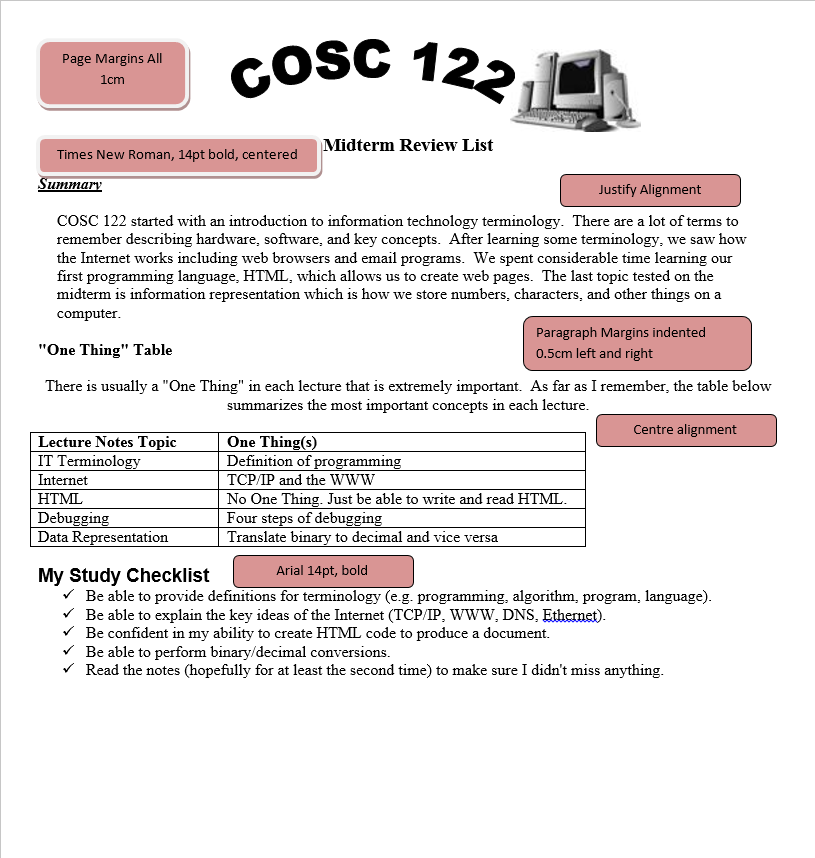 Page Margins All
1cm
COSC 122
Times New Roman, 14pt bold, centered
Midterm Review List
Summary
Justify Alignment
COSC 122 started with an introduction to information technology terminology.  There are a lot of terms to
remember describing hardware, software, and key concepts.  After learning some terminology, we saw how
the Internet works including web browsers and email programs.  We spent considerable time learning our
first programming language, HTML, which allows us to create web pages.  The last topic tested on the
midterm is information representation which is how we store numbers, characters, and other things on a
computer.
Paragraph Margins indented
0.5cm left and right
"One Thing" Table
There is usually a "One Thing" in each lecture that is extremely important.  As far as I remember, the table below
summarizes the most important concepts in each lecture.
Centre alignment
Lecture Notes Topic One Thing(s)
IT Terminology Definition of programming
Internet TCP/IP and the WWW
HTML No One Thing. Just be able to write and read HTML.
Debugging Four steps of debugging
Data Representation Translate binary to decimal and vice versa
My Study Checklist
Arial 14pt, bold
✓ Be able to provide definitions for terminology (e.g. programming, algorithm, program, language).
✓ Be able to explain the key ideas of the Internet (TCP/IP, WWW, DNS, Ethernet).
✓ Be confident in my ability to create HTML code to produce a document.
✓ Be able to perform binary/decimal conversions.
✓ Read the notes (hopefully for at least the second time) to make sure I didn't miss anything.